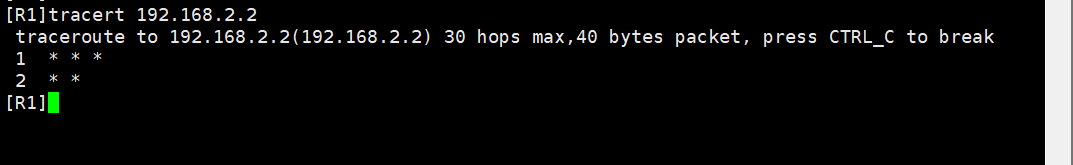 [R1]tracert 192.168.2.2
traceroute to 192.168.2.2(192.168.2.2) 30 hops max,40 bytes packet, press CTRL_C to break
1 * * *
2 * *
[R1]